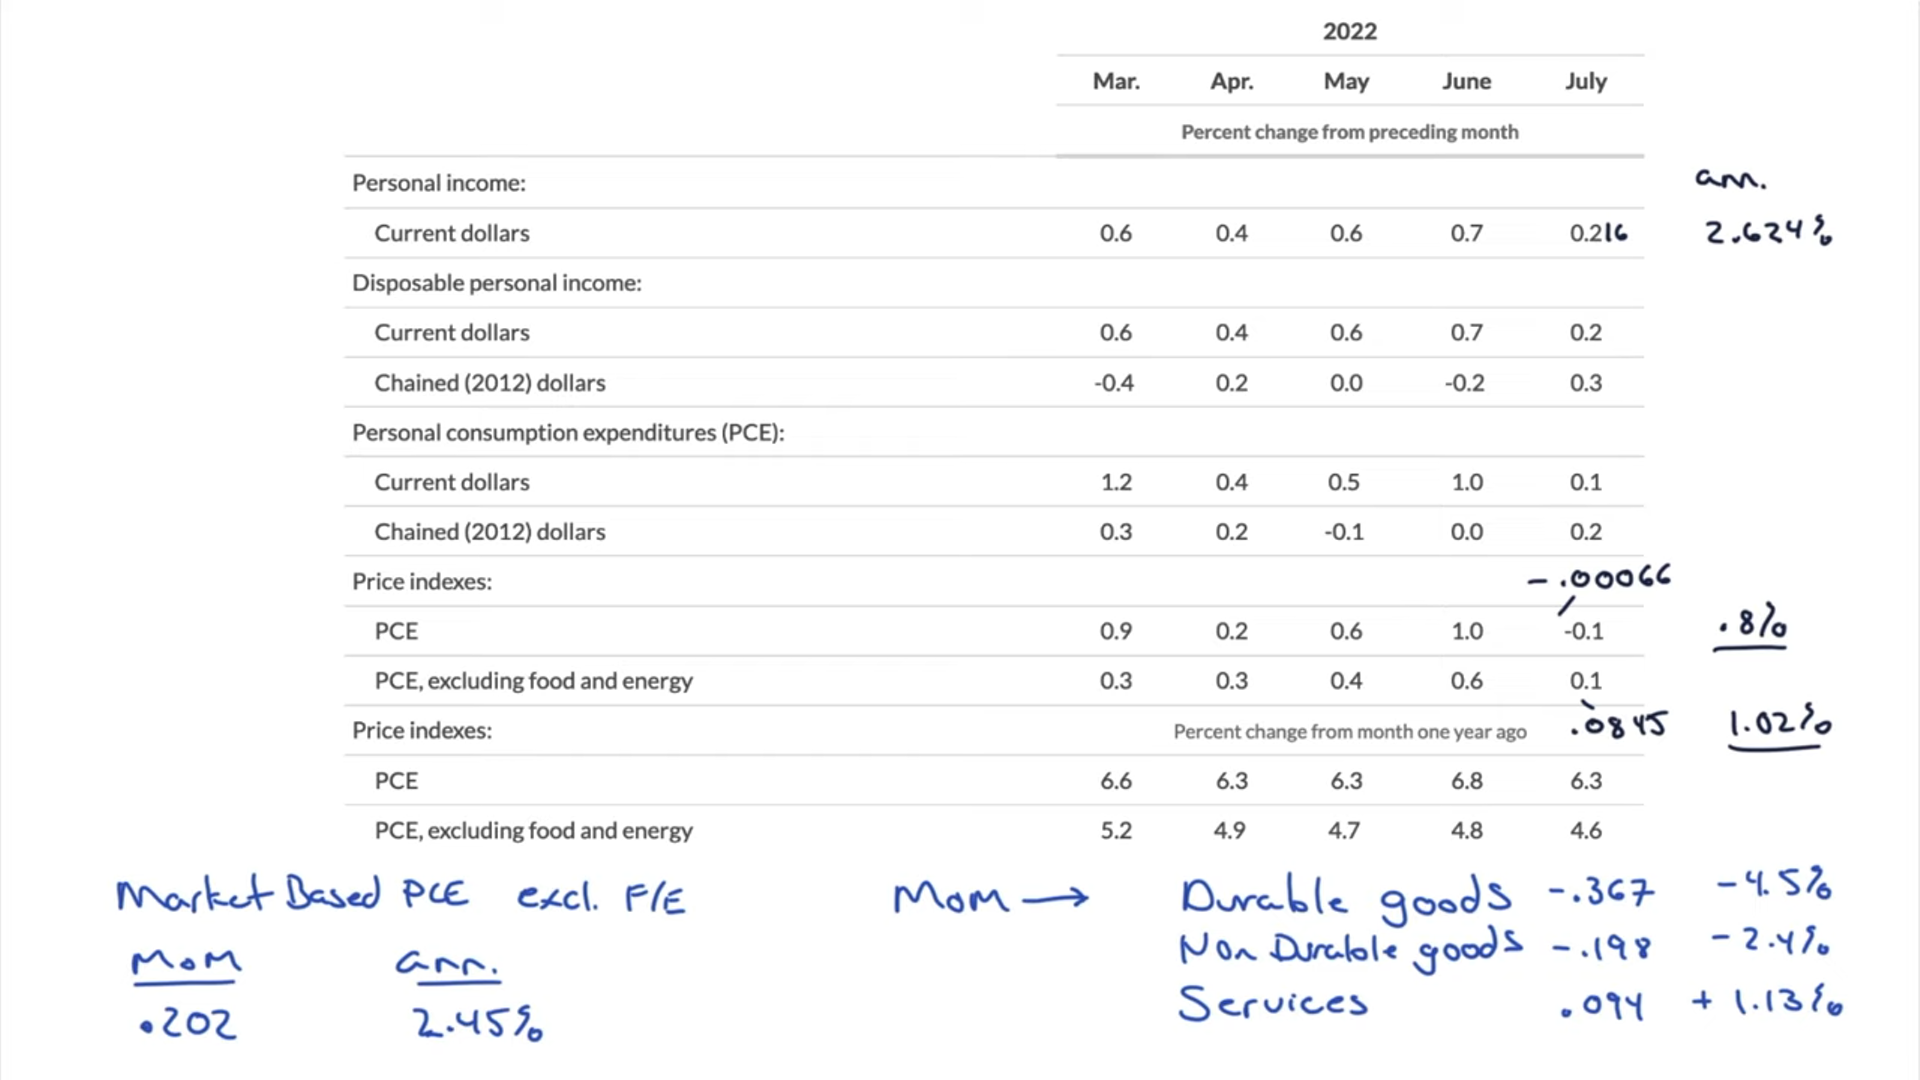 2022
Mar. Apr. May June July
Percent change from preceding month
Personal income: ann.
Current dollars 0.6 0.4 0.6 0.7 0.216 2.624%
Disposable personal income:
Current dollars 0.6 0.4 0.6 0.7 0.2
Chained (2012) dollars -0.4 0.2 0.0 -0.2 0.3
Personal consumption expenditures (PCE):
Current dollars 1.2 0.4 0.5 1.0 0.1
Chained (2012) dollars 0.3 0.2 -0.1 0.0 0.2
Price indexes: -.00066
PCE 0.9 0.2 0.6 1.0 -0.1 .8%
PCE, excluding food and energy 0.3 0.3 0.4 0.6 0.1
Price indexes: Percent change from month one year ago .0845 1.02%
PCE 6.6 6.3 6.3 6.8 6.3
PCE, excluding food and energy 5.2 4.9 4.7 4.8 4.6
Market Based PCE excl. F/E MoM → Durable goods -.367 -4.5%
Non Durable goods -.198 -2.4%
MoM ann.
Services .094 + 1.13%
.202 2.45%